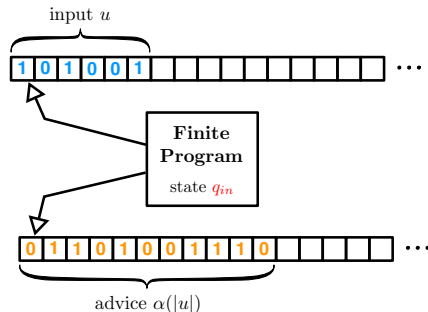 input u
1 0 1 0 0 1
...
Finite
Program
state q_in
0 1 1 0 1 0 0 1 1 1 0
...
advice α(|u|)